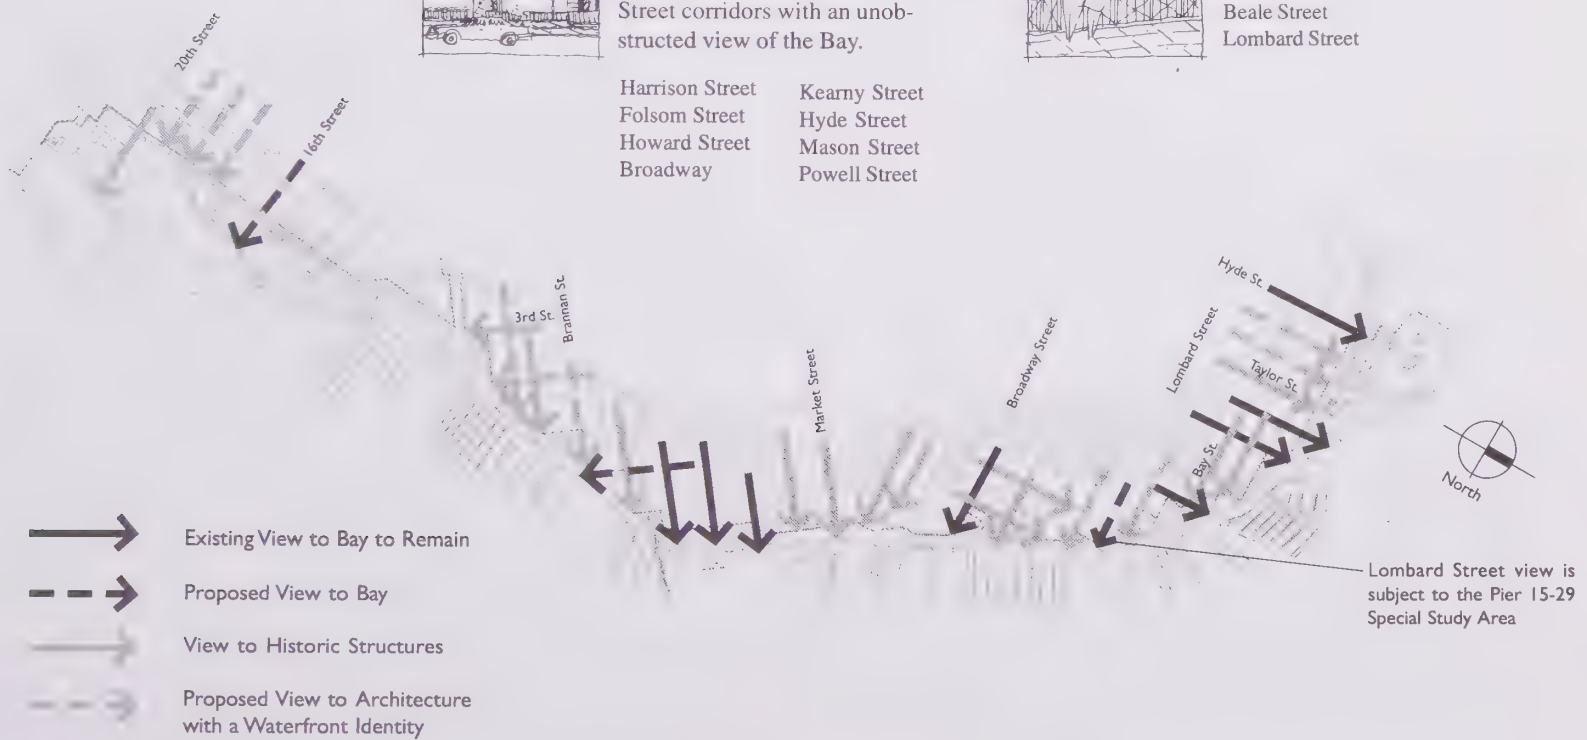 Street corridors with an unob-
structed view of the Bay.
Harrison Street
Folsom Street
Howard Street
Broadway
Kearny Street
Hyde Street
Mason Street
Powell Street
Beale Street
Lombard Street
20th Street
16th Street
3rd St.
Brannan St.
Market Street
Broadway Street
Lombard Street
Hyde St.
Taylor St.
Bay St.
North
Existing View to Bay to Remain
Proposed View to Bay
View to Historic Structures
Proposed View to Architecture
with a Waterfront Identity
Lombard Street view is
subject to the Pier 15-29
Special Study Area